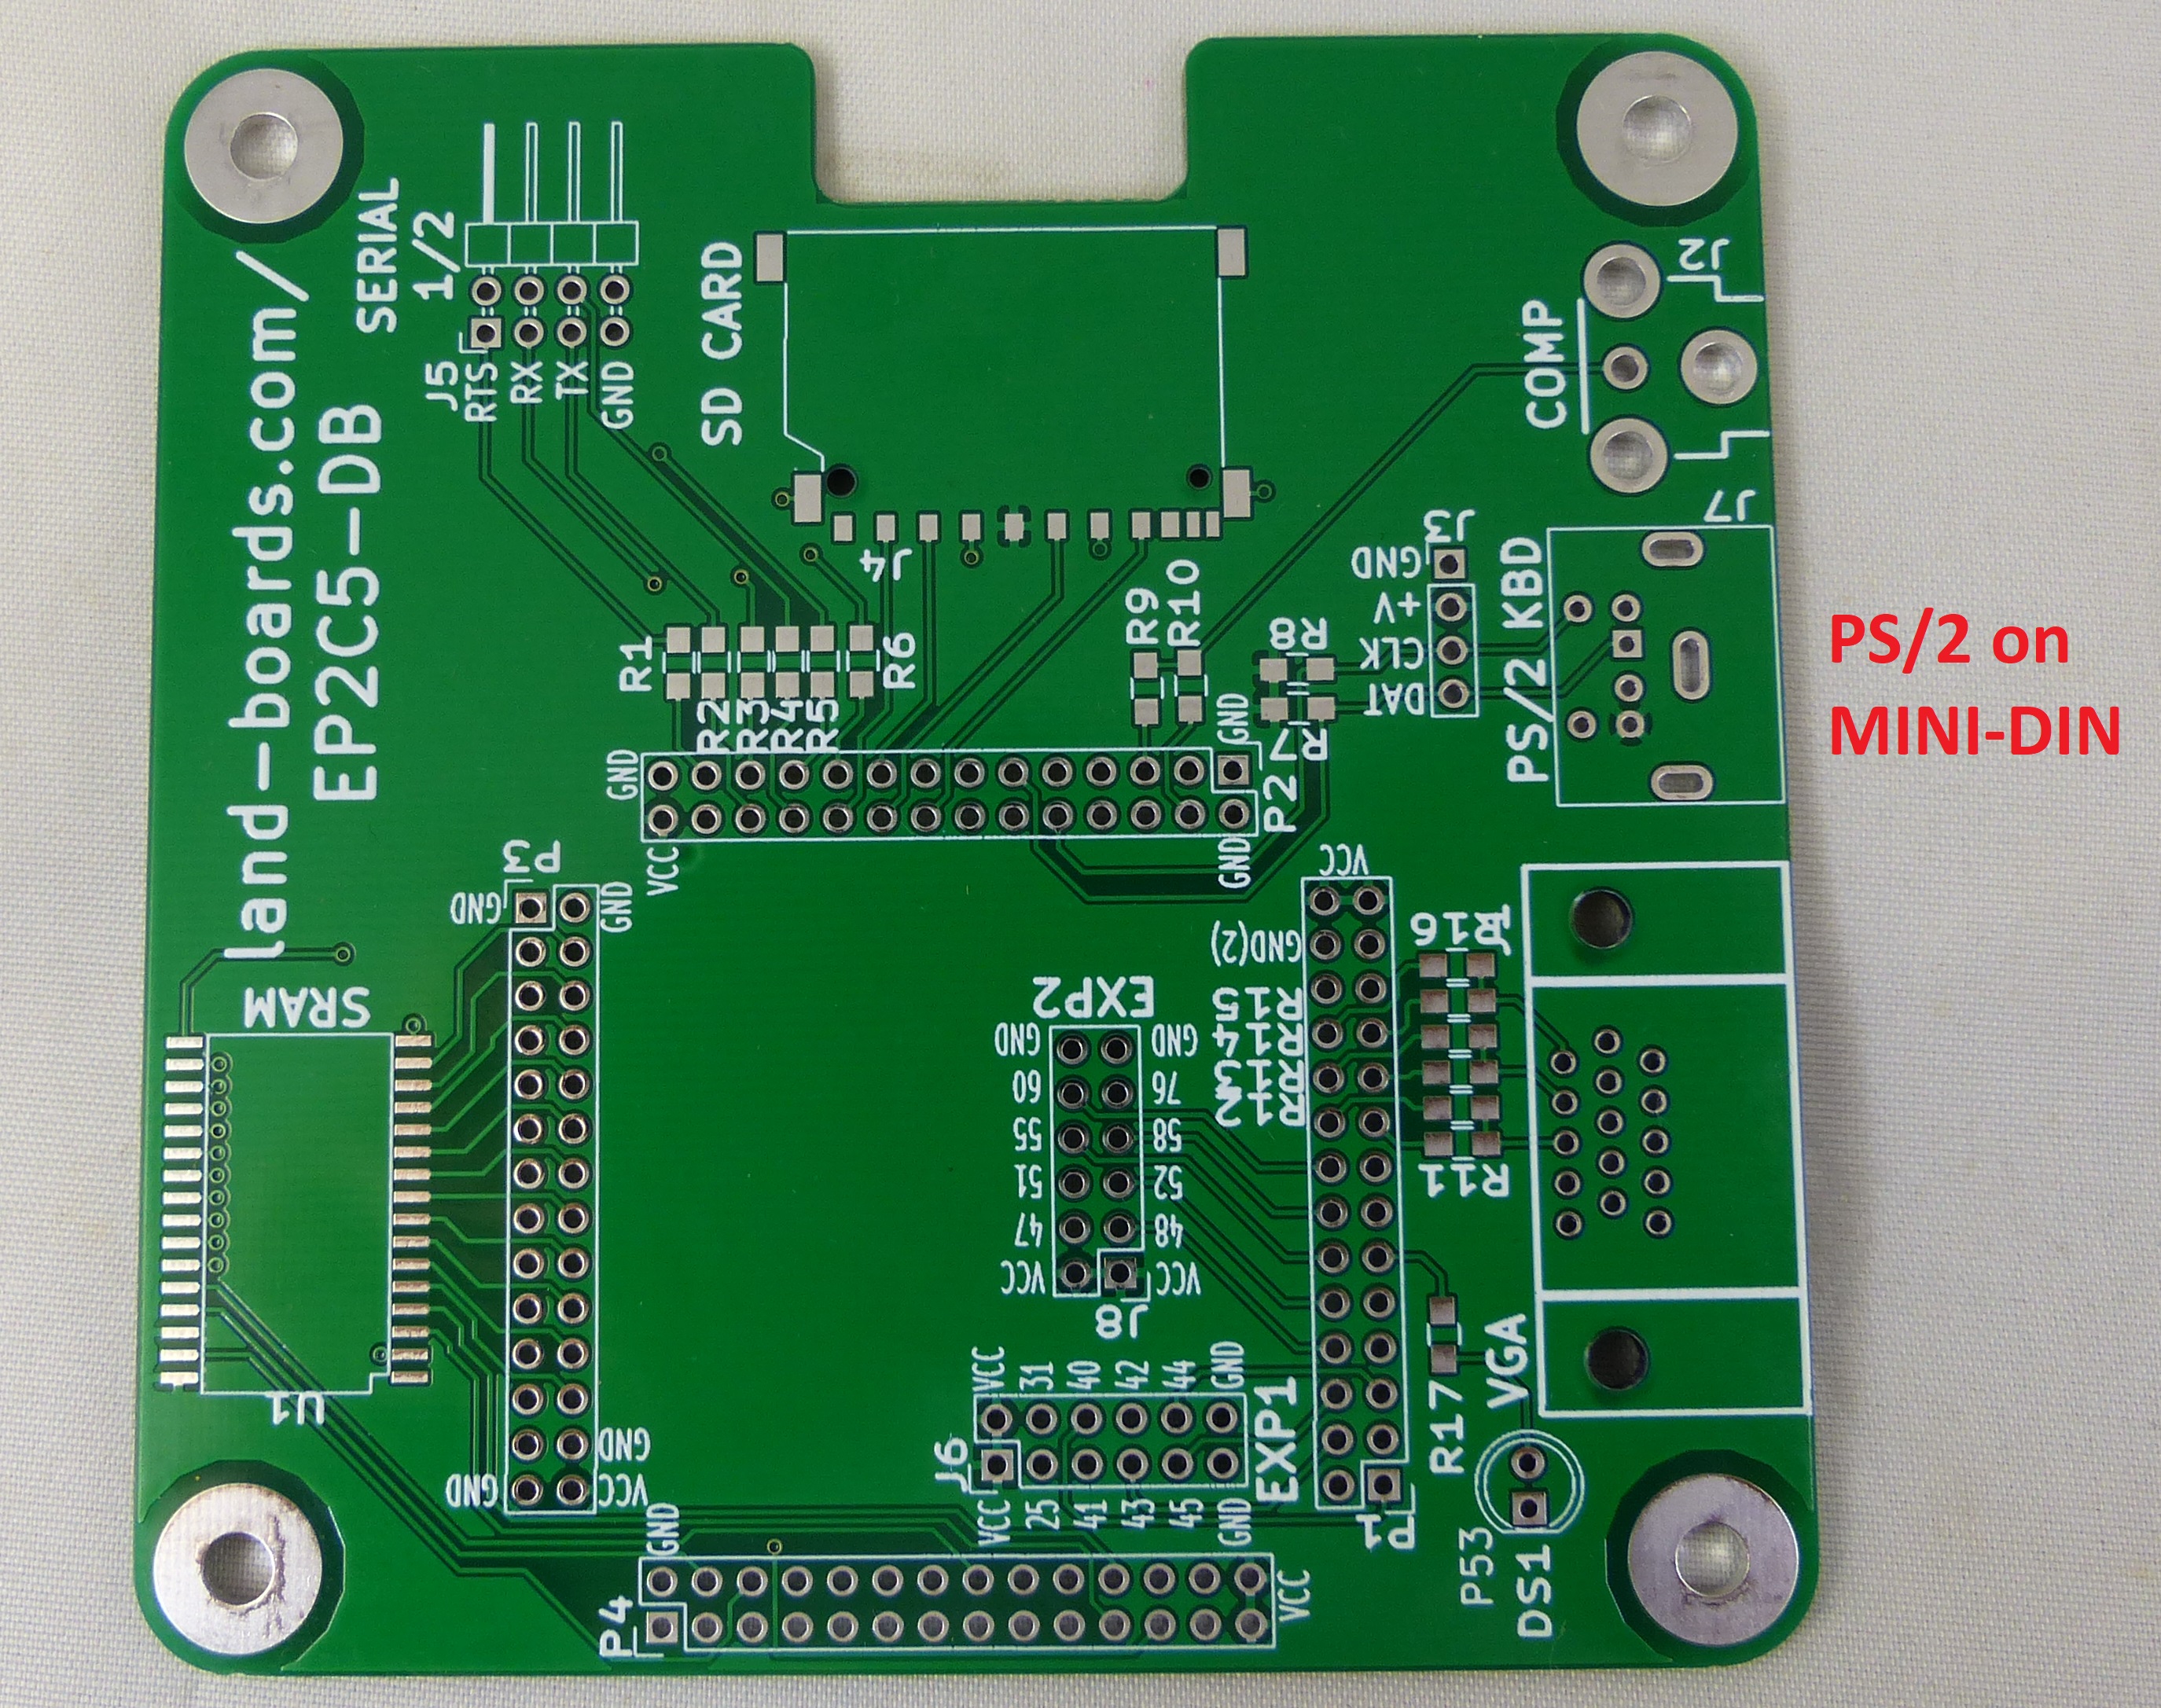 land-boards.com/
EP2C5-DB
SERIAL
1/2
J5
RTS
RX
TX
GND
SD CARD
J4
COMP
J2
J7
J3
GND
+V
CLK
DAT
PS/2 KBD
PS/2 on
MINI-DIN
R1
R2
R3
R4
R5
R6
R9
R10
R8
R7
GND
GND
VCC
GND
P2
P3
GND
GND
SRAM
U1
GND
GND
VCC
VCC
GND(2)
R16
R15
R14
R13
R12
R11
EXP2
GND
GND
60
76
55
58
51
52
47
48
VCC
VCC
J8
VCC
31
40
42
44
GND
J6
EXP1
VCC
25
41
43
45
GND
P1
R17
VGA
P53
DS1
GND
P4
VCC